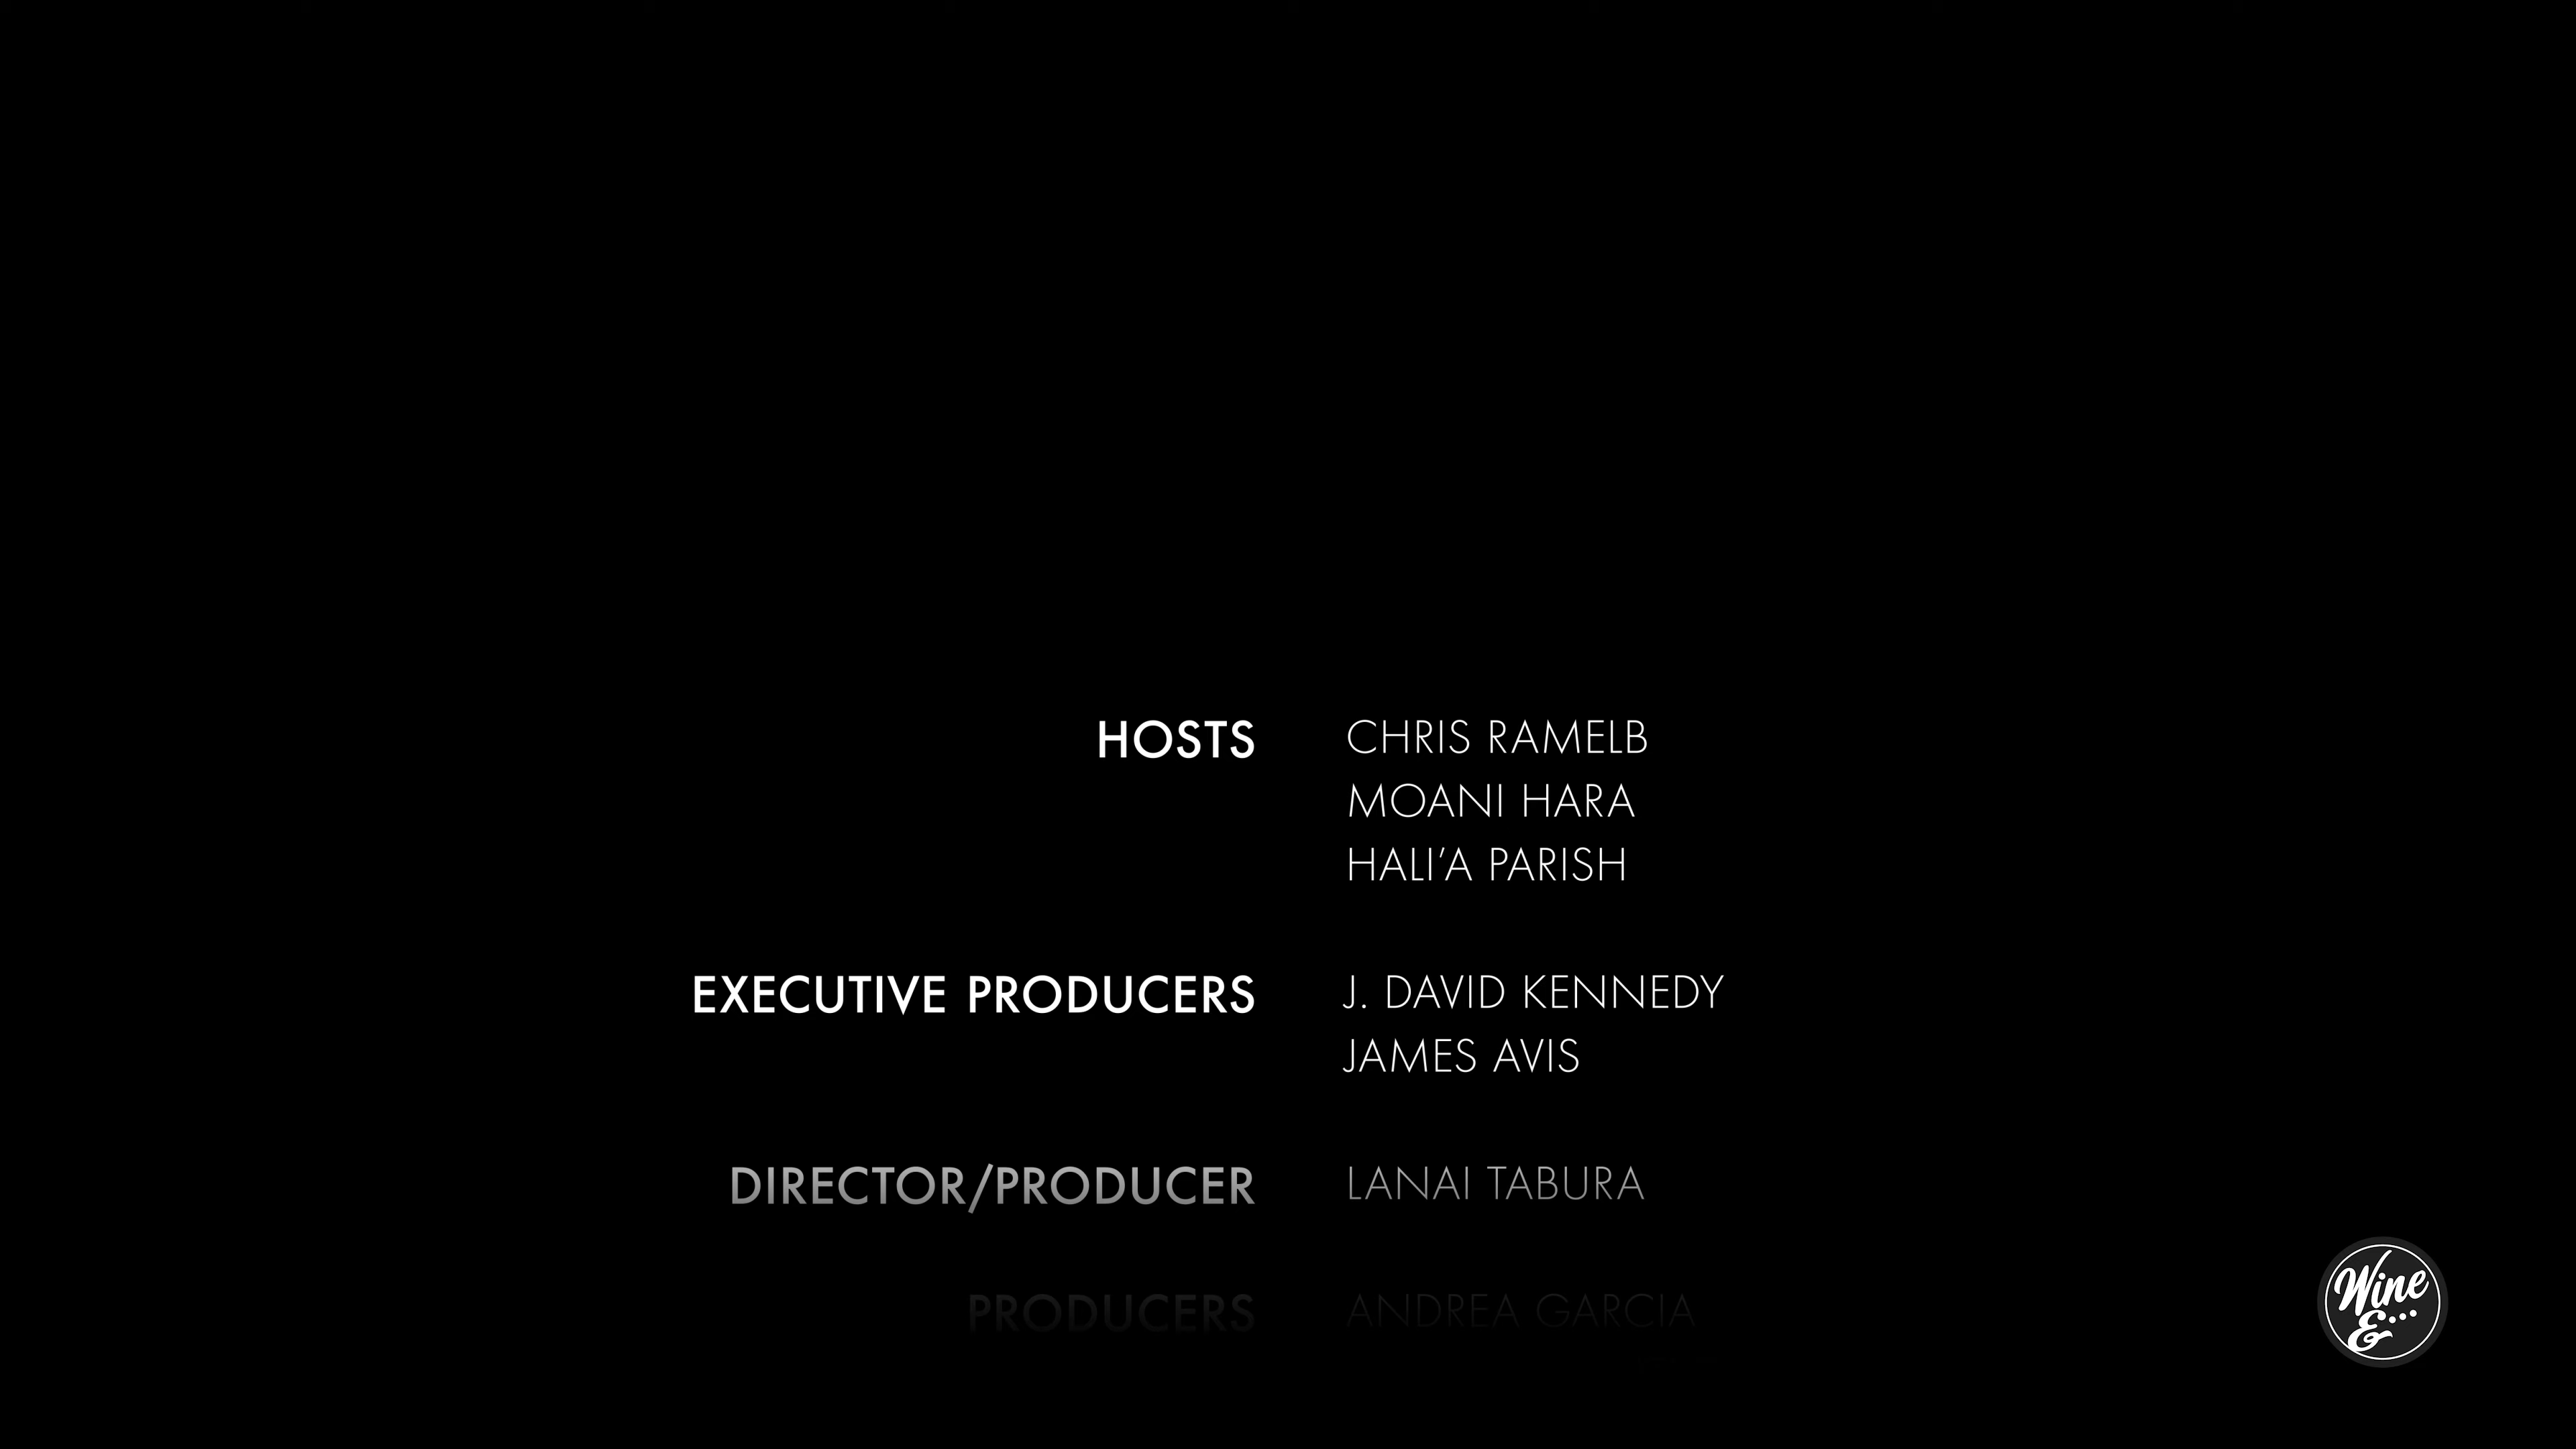 HOSTS CHRIS RAMELB
MOANI HARA
HALI’A PARISH
EXECUTIVE PRODUCERS J. DAVID KENNEDY
JAMES AVIS
DIRECTOR/PRODUCER LANAI TABURA
PRODUCERS ANDREA GARCIA
Wine
&...